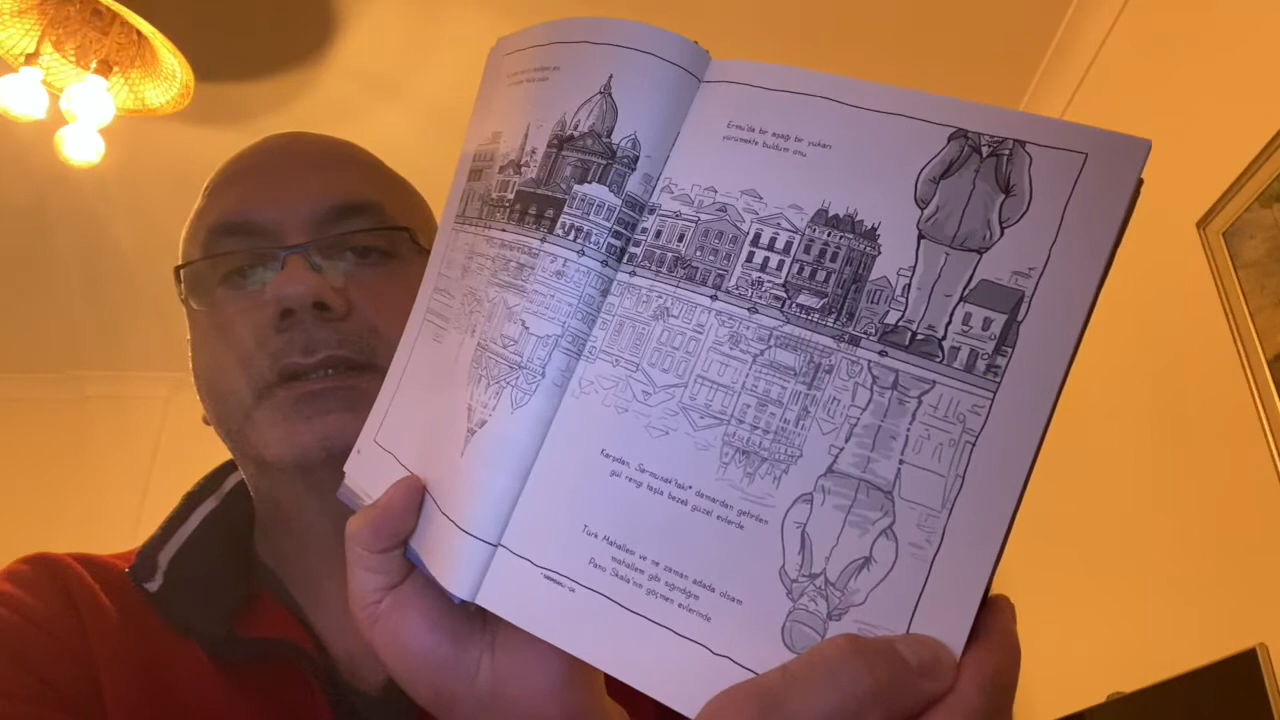 Ermu'da bir aşağı bir yukarı
yürümekte buldum onu.
Karşıdan, Sarmusak'taki* damardan getirilen
gül rengi taşla bezeli güzel evlerde
Türk Mahallesi ve ne zaman adada olsam
mahallem gibi sığındığım
Pano Skala'nın göçmen evlerinde